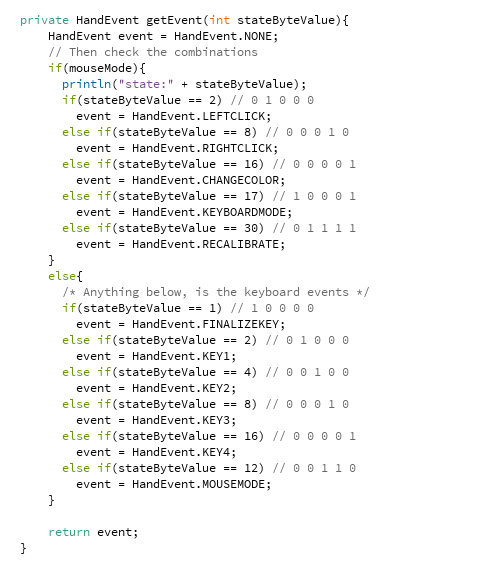 private HandEvent getEvent(int stateByteValue){
    HandEvent event = HandEvent.NONE;
    // Then check the combinations
    if(mouseMode){
      println("state:" + stateByteValue);
      if(stateByteValue == 2) // 0 1 0 0 0
        event = HandEvent.LEFTCLICK;
      else if(stateByteValue == 8) // 0 0 0 1 0
        event = HandEvent.RIGHTCLICK;
      else if(stateByteValue == 16) // 0 0 0 0 1
        event = HandEvent.CHANGECOLOR;
      else if(stateByteValue == 17) // 1 0 0 0 1
        event = HandEvent.KEYBOARDMODE;
      else if(stateByteValue == 30) // 0 1 1 1 1
        event = HandEvent.RECALIBRATE;
    }
    else{
      /* Anything below, is the keyboard events */
      if(stateByteValue == 1) // 1 0 0 0 0
        event = HandEvent.FINALIZEKEY;
      else if(stateByteValue == 2) // 0 1 0 0 0
        event = HandEvent.KEY1;
      else if(stateByteValue == 4) // 0 0 1 0 0
        event = HandEvent.KEY2;
      else if(stateByteValue == 8) // 0 0 0 1 0
        event = HandEvent.KEY3;
      else if(stateByteValue == 16) // 0 0 0 0 1
        event = HandEvent.KEY4;
      else if(stateByteValue == 12) // 0 0 1 1 0
        event = HandEvent.MOUSEMODE;
    }

    return event;
}